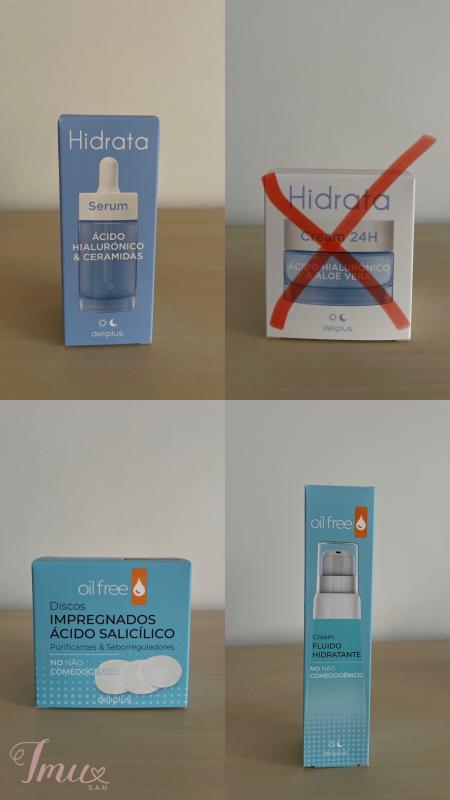 Hidrata
Serum
ÁCIDO
HIALURÓNICO
& CERAMIDAS
deliplus
Hidrata
Cream 24H
ÁCIDO HIALURÓNICO
& ALOE VERA
deliplus
oil free
Discos
IMPREGNADOS
ÁCIDO SALICÍLICO
Purificantes & Seborreguladores
NO NÃO
COMEDOGÉNICO
deliplus
oil free
Cream
FLUIDO
HIDRATANTE
NO NÃO
COMEDOGÉNICO
deliplus
Imu
SAU